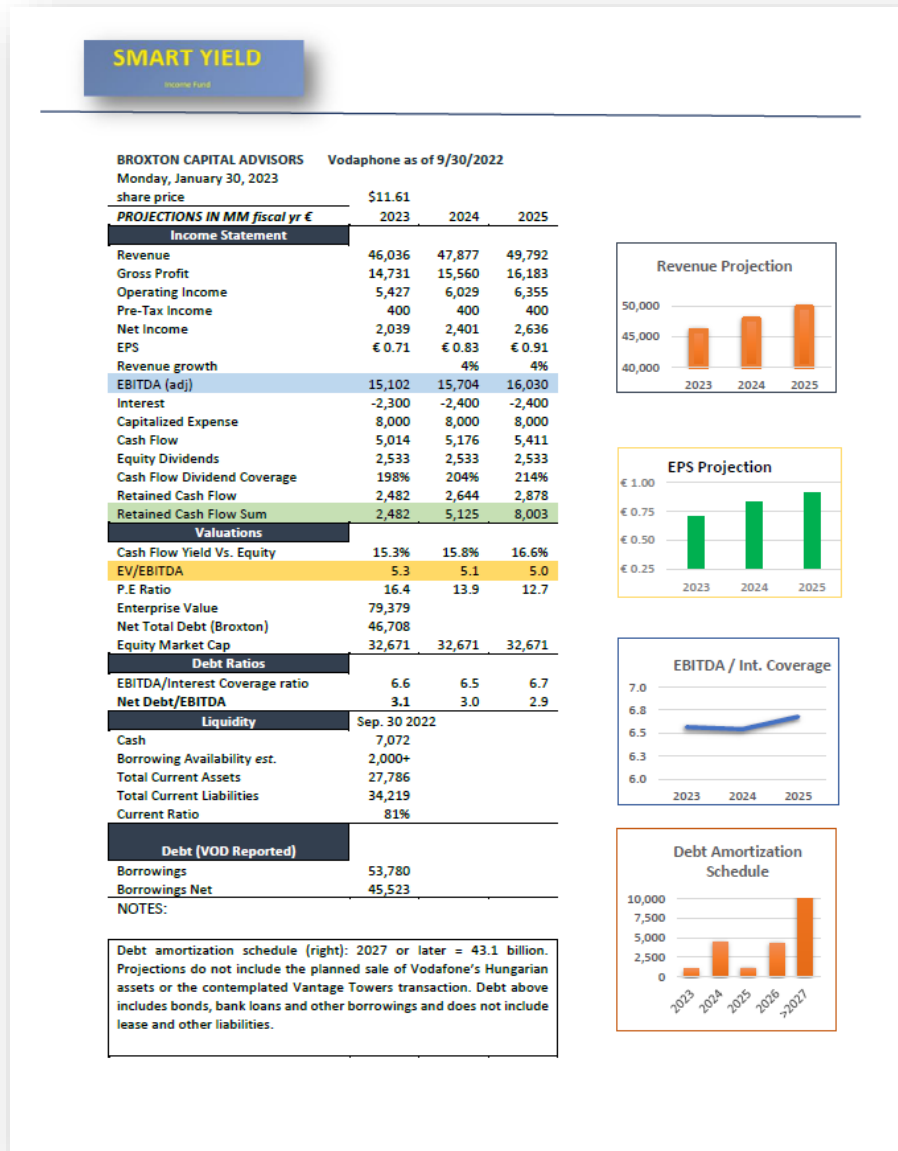 SMART YIELD
Income Fund
BROXTON CAPITAL ADVISORS Vodaphone as of 9/30/2022
Monday, January 30, 2023
share price $11.61
PROJECTIONS IN MM fiscal yr € 2023 2024 2025
Income Statement
Revenue 46,036 47,877 49,792
Gross Profit 14,731 15,560 16,183
Operating Income 5,427 6,029 6,355
Pre-Tax Income 400 400 400
Net Income 2,039 2,401 2,636
EPS € 0.71 € 0.83 € 0.91
Revenue growth 4% 4%
EBITDA (adj) 15,102 15,704 16,030
Interest -2,300 -2,400 -2,400
Capitalized Expense 8,000 8,000 8,000
Cash Flow 5,014 5,176 5,411
Equity Dividends 2,533 2,533 2,533
Cash Flow Dividend Coverage 198% 204% 214%
Retained Cash Flow 2,482 2,644 2,878
Retained Cash Flow Sum 2,482 5,125 8,003
Valuations
Cash Flow Yield Vs. Equity 15.3% 15.8% 16.6%
EV/EBITDA 5.3 5.1 5.0
P.E Ratio 16.4 13.9 12.7
Enterprise Value 79,379
Net Total Debt (Broxton) 46,708
Equity Market Cap 32,671 32,671 32,671
Debt Ratios
EBITDA/Interest Coverage ratio 6.6 6.5 6.7
Net Debt/EBITDA 3.1 3.0 2.9
Liquidity Sep. 30 2022
Cash 7,072
Borrowing Availability est. 2,000+
Total Current Assets 27,786
Total Current Liabilities 34,219
Current Ratio 81%
Debt (VOD Reported)
Borrowings 53,780
Borrowings Net 45,523
NOTES:
Debt amortization schedule (right): 2027 or later = 43.1 billion.
Projections do not include the planned sale of Vodafone's Hungarian
assets or the contemplated Vantage Towers transaction. Debt above
includes bonds, bank loans and other borrowings and does not include
lease and other liabilities.
Revenue Projection
50,000
45,000
40,000
2023 2024 2025
EPS Projection
€ 1.00
€ 0.75
€ 0.50
€ 0.25
2023 2024 2025
EBITDA / Int. Coverage
7.0
6.8
6.5
6.3
6.0
2023 2024 2025
Debt Amortization
Schedule
10,000
7,500
5,000
2,500
0
2023 2024 2025 2026 >2027